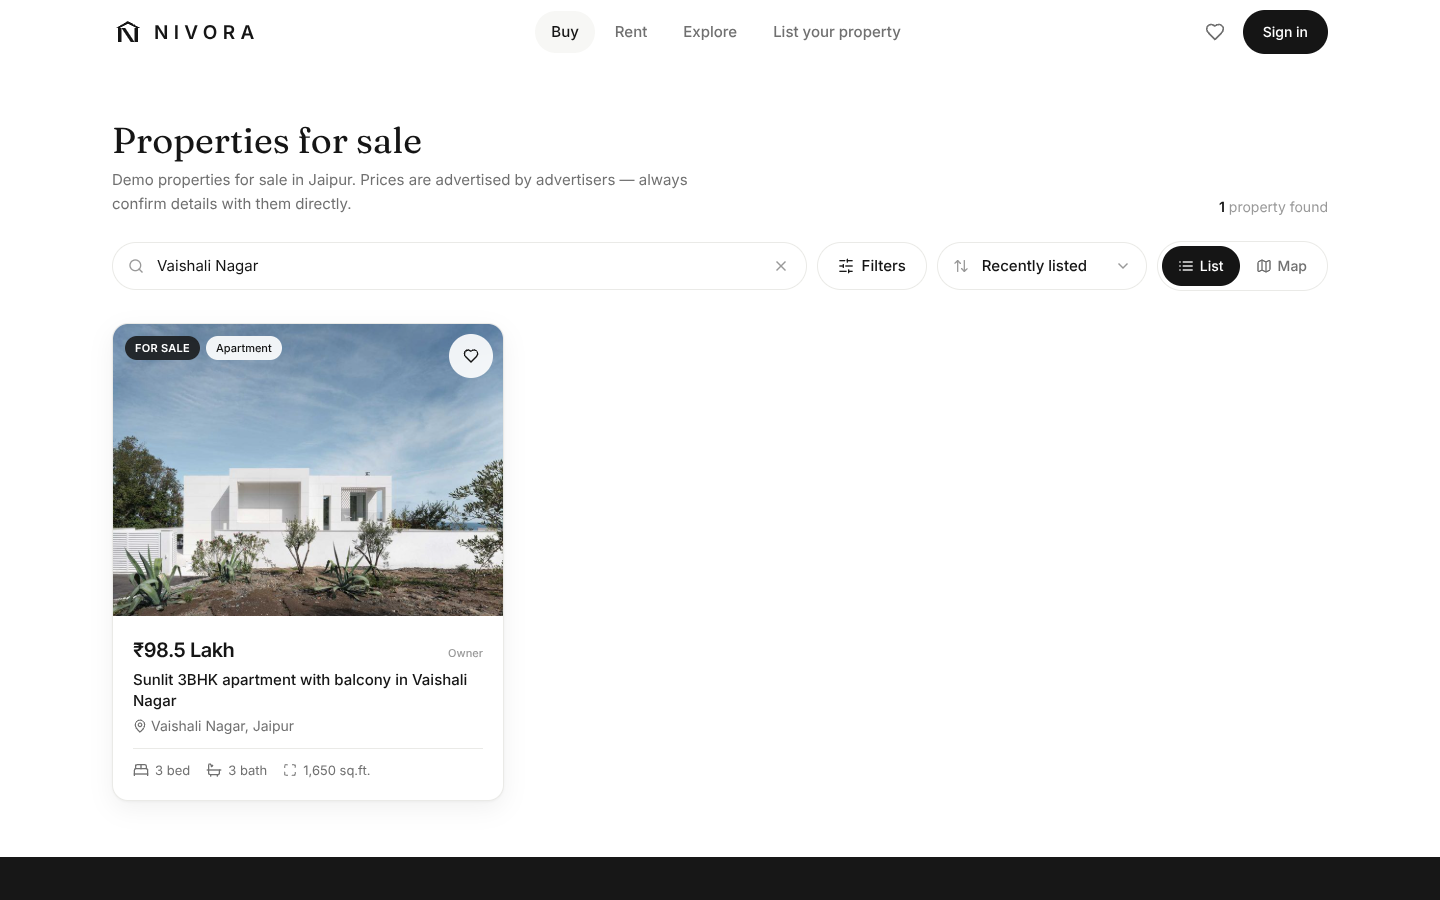 NIVORA
Buy
Rent
Explore
List your property
Sign in
Properties for sale
Demo properties for sale in Jaipur. Prices are advertised by advertisers — always
confirm details with them directly.
1 property found
Vaishali Nagar
Filters
Recently listed
List
Map
FOR SALE
Apartment
₹98.5 Lakh
Owner
Sunlit 3BHK apartment with balcony in Vaishali
Nagar
Vaishali Nagar, Jaipur
3 bed
3 bath
1,650 sq.ft.